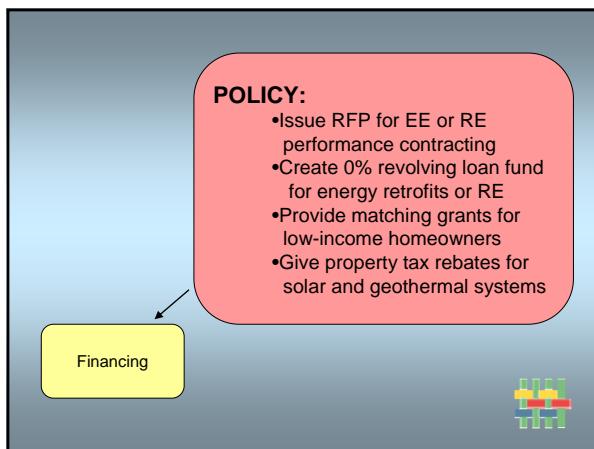 POLICY:
•Issue RFP for EE or RE
performance contracting
•Create 0% revolving loan fund
for energy retrofits or RE
•Provide matching grants for
low-income homeowners
•Give property tax rebates for
solar and geothermal systems
Financing